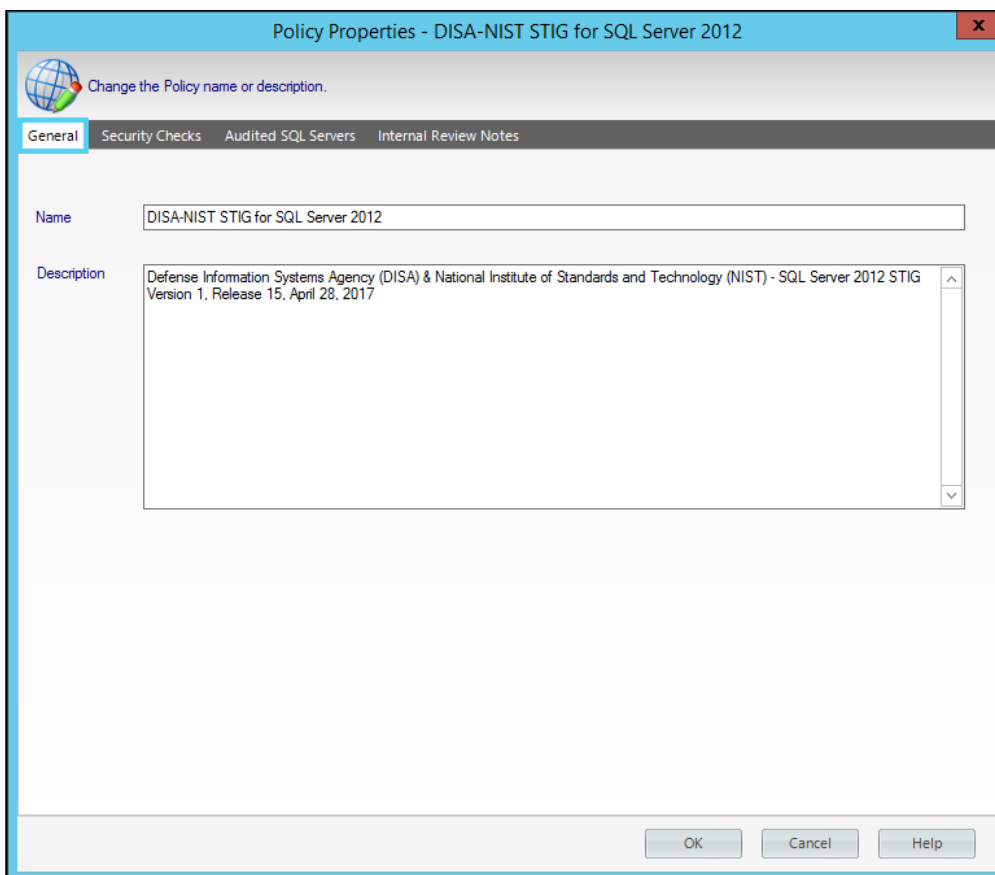 Policy Properties - DISA-NIST STIG for SQL Server 2012
x
Change the Policy name or description.
General Security Checks Audited SQL Servers Internal Review Notes
Name DISA-NIST STIG for SQL Server 2012
Description Defense Information Systems Agency (DISA) & National Institute of Standards and Technology (NIST) - SQL Server 2012 STIG
Version 1, Release 15, April 28, 2017
OK Cancel Help